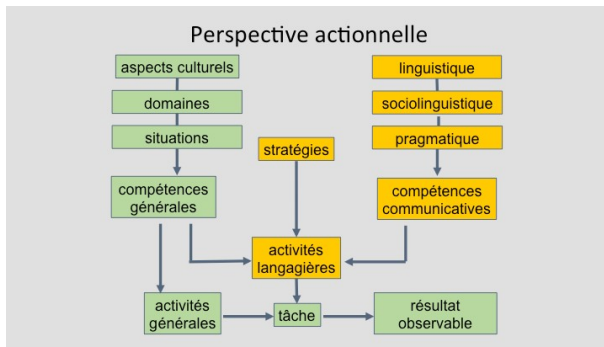 Perspective actionnelle
aspects culturels
domaines
situations
compétences
générales
stratégies
linguistique
sociolinguistique
pragmatique
compétences
communicatives
activités
langagières
activités
générales
tâche
résultat
observable